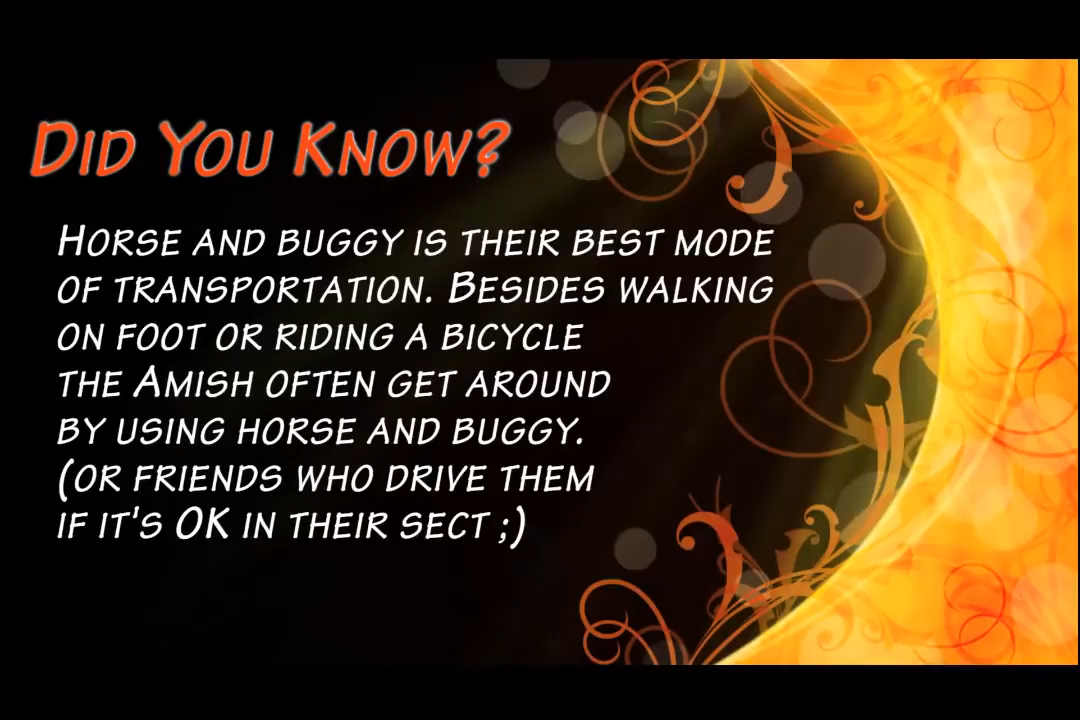 Did You Know?
Horse and buggy is their best mode
of transportation. Besides walking
on foot or riding a bicycle
the Amish often get around
by using horse and buggy.
(or friends who drive them
if it's OK in their sect ;)